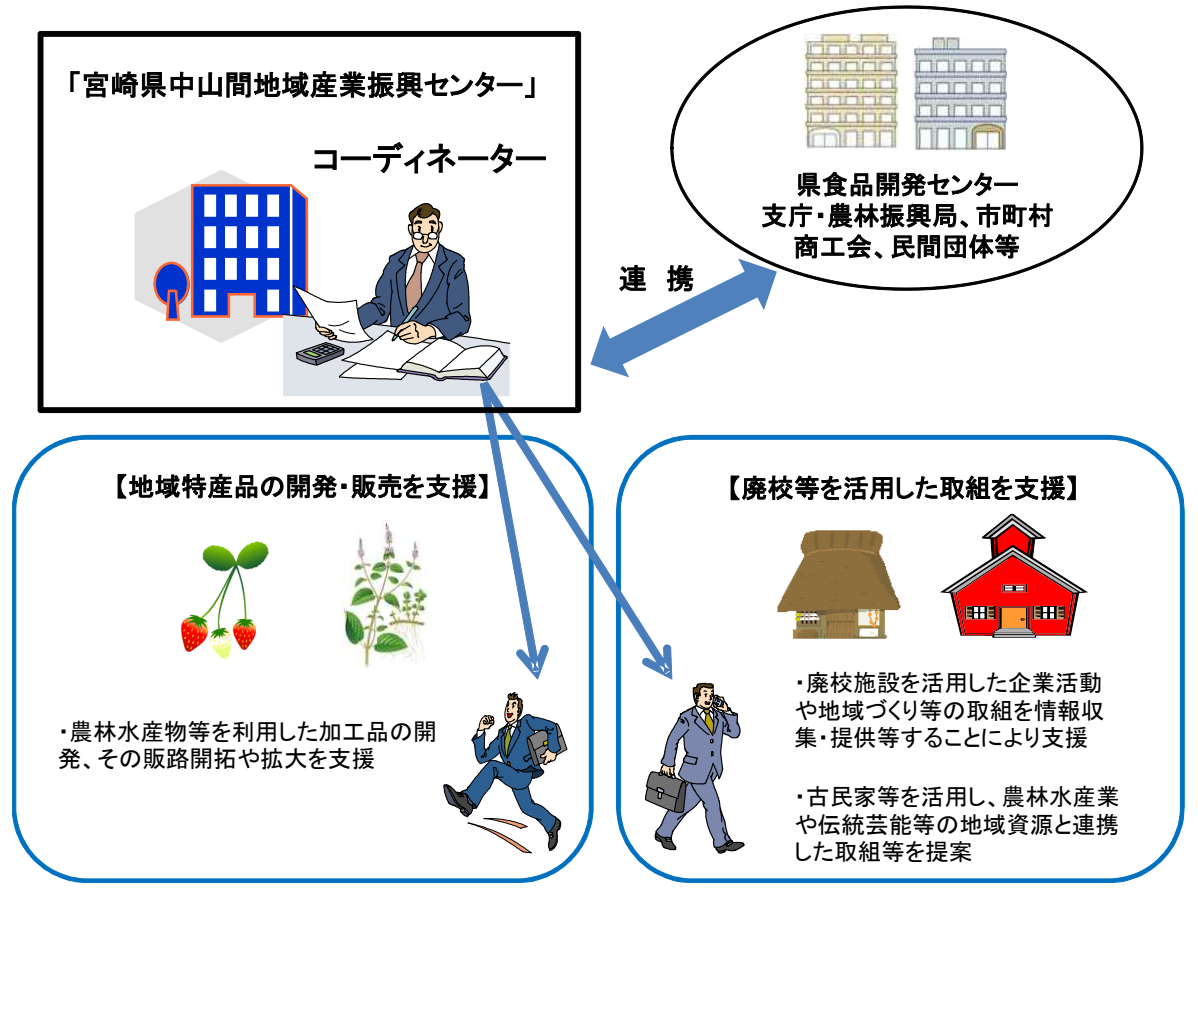 「宮崎県中山間地域産業振興センター」
コーディネーター
県食品開発センター
支庁・農林振興局、市町村
商工会、民間団体等
連　携
【地域特産品の開発・販売を支援】
・農林水産物等を利用した加工品の開
発、その販路開拓や拡大を支援
【廃校等を活用した取組を支援】
・廃校施設を活用した企業活動
や地域づくり等の取組を情報収
集・提供等することにより支援
・古民家等を活用し、農林水産業
や伝統芸能等の地域資源と連携
した取組等を提案